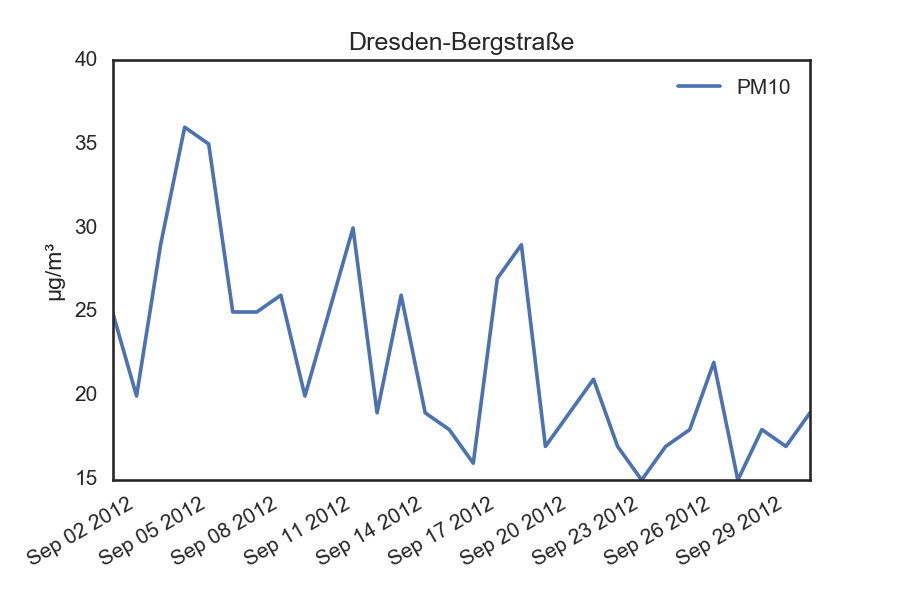 Dresden-Bergstraße
PM10
µg/m³
40
35
30
25
20
15
Sep 02 2012
Sep 05 2012
Sep 08 2012
Sep 11 2012
Sep 14 2012
Sep 17 2012
Sep 20 2012
Sep 23 2012
Sep 26 2012
Sep 29 2012